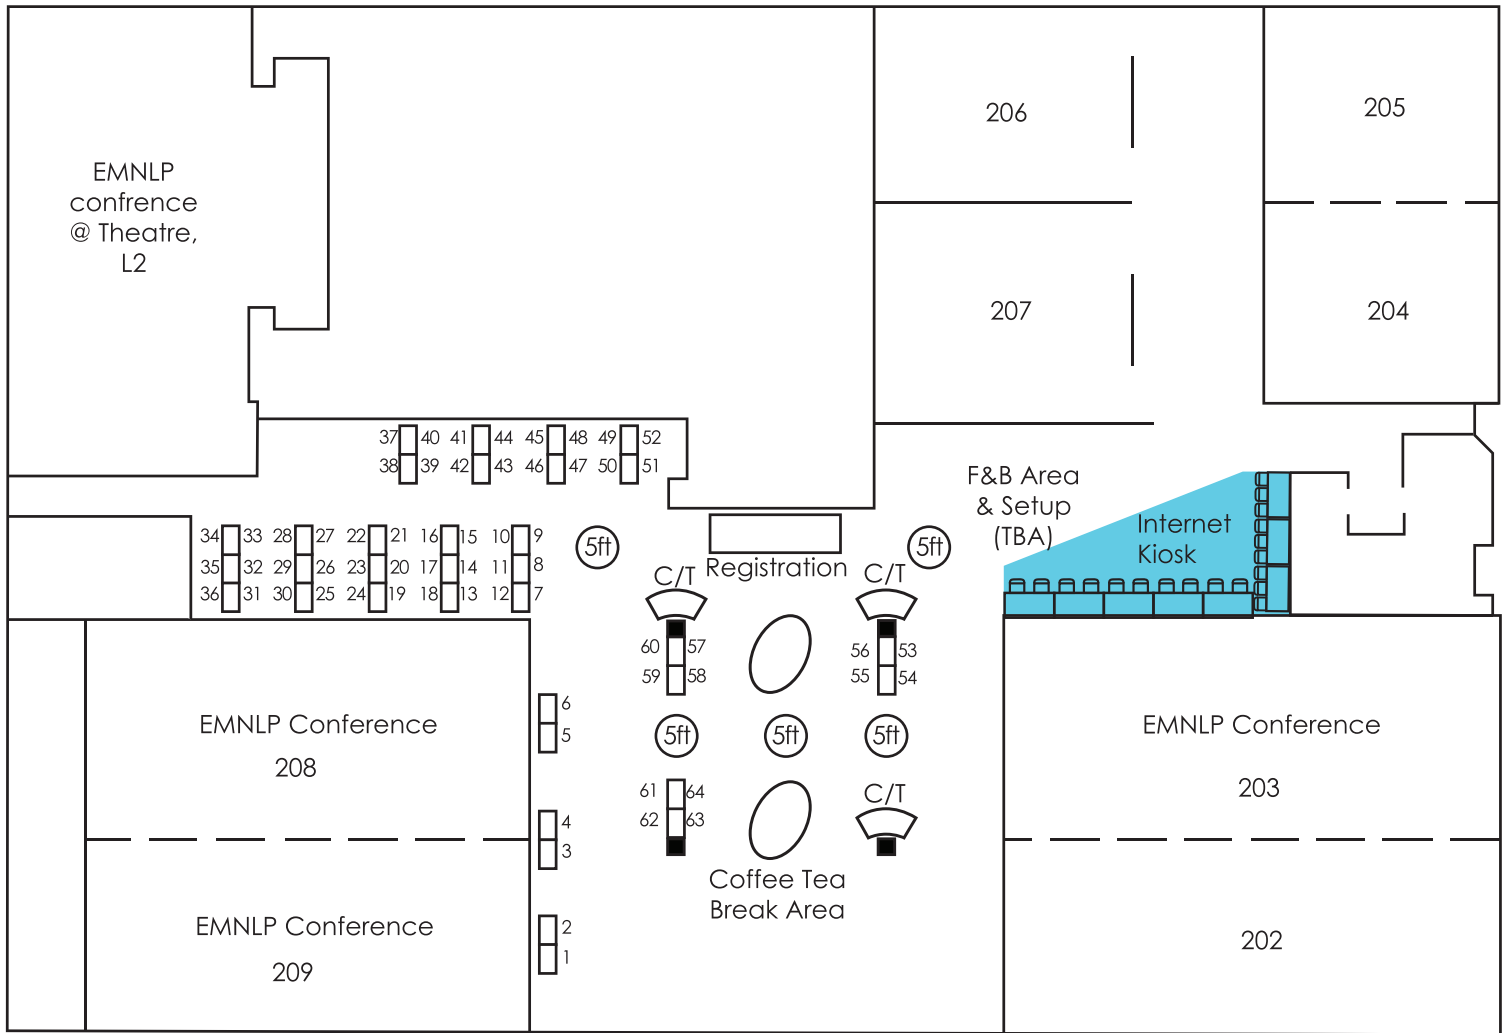 206
205
EMNLP
confrence
@ Theatre,
L2
207
204
37 40 41 44 45 48 49 52
38 39 42 43 46 47 50 51
F&B Area
& Setup
(TBA)
Internet
Kiosk
34 33 28 27 22 21 16 15 10 9
35 32 29 26 23 20 17 14 11 8
36 31 30 25 24 19 18 13 12 7
5ft
5ft
Registration
C/T
C/T
60 57
59 58
56 53
55 54
6
5
EMNLP Conference
208
5ft
5ft
5ft
EMNLP Conference
203
61 64
62 63
C/T
4
3
Coffee Tea
Break Area
EMNLP Conference
209
2
1
202